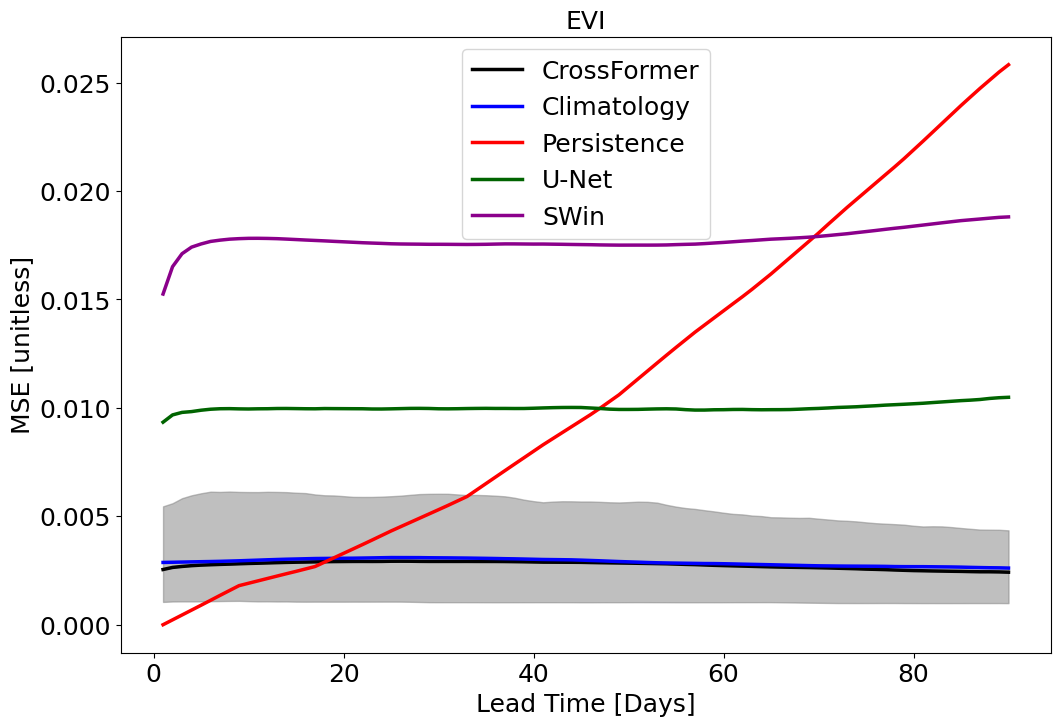 EVI
CrossFormer
Climatology
Persistence
U-Net
SWin
MSE [unitless]
0.025
0.020
0.015
0.010
0.005
0.000
0 20 40 60 80
Lead Time [Days]